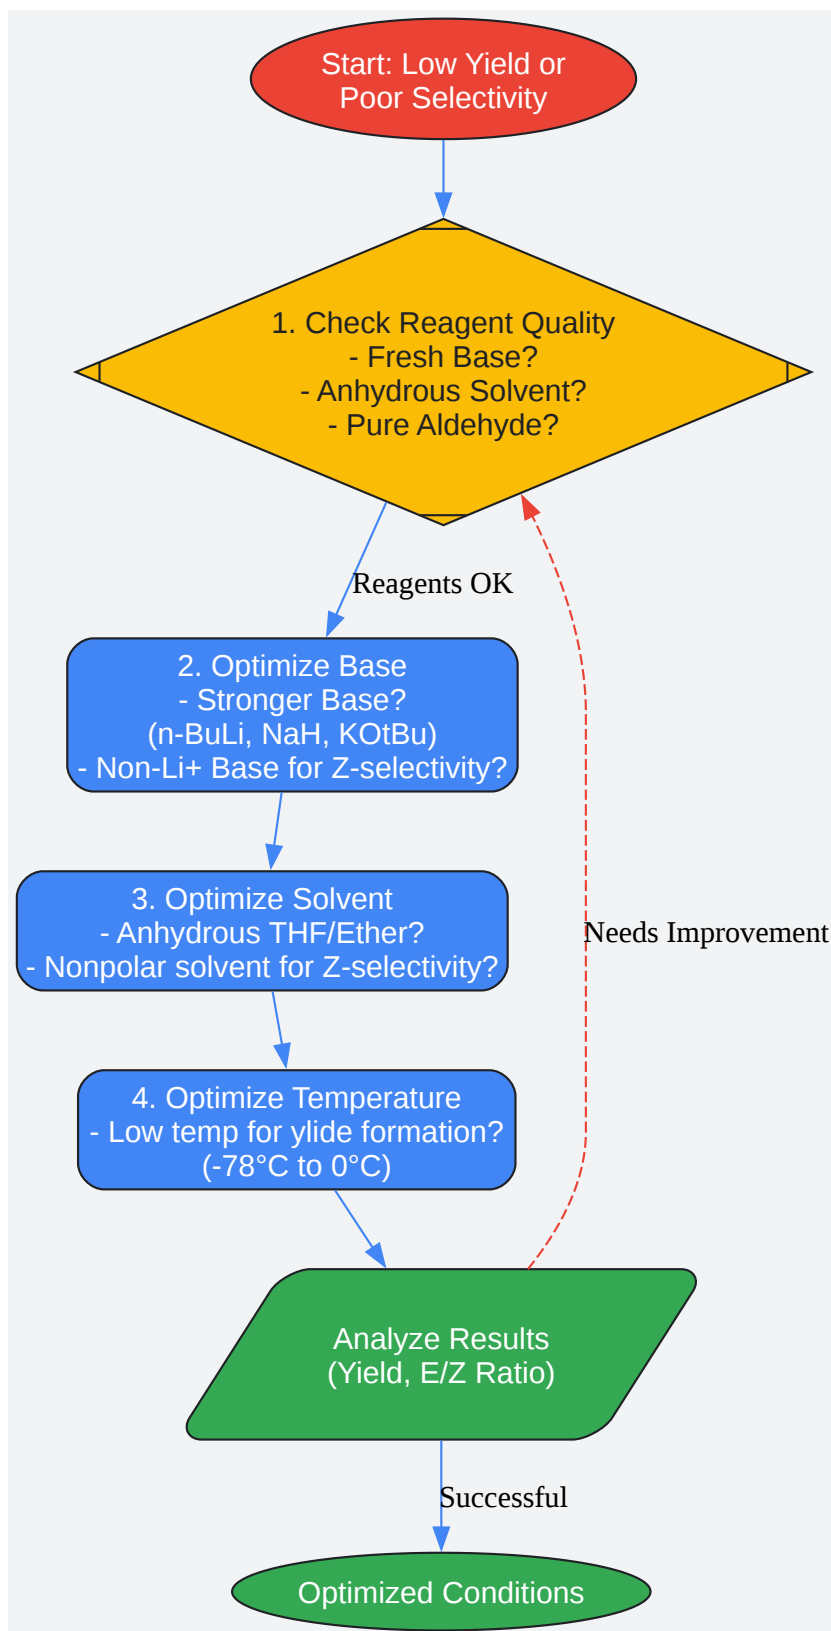 Start: Low Yield or
Poor Selectivity
1. Check Reagent Quality
- Fresh Base?
- Anhydrous Solvent?
- Pure Aldehyde?
Reagents OK
2. Optimize Base
- Stronger Base?
(n-BuLi, NaH, KOtBu)
- Non-Li+ Base for Z-selectivity?
3. Optimize Solvent
- Anhydrous THF/Ether?
- Nonpolar solvent for Z-selectivity?
Needs Improvement
4. Optimize Temperature
- Low temp for ylide formation?
(-78°C to 0°C)
Analyze Results
(Yield, E/Z Ratio)
Successful
Optimized Conditions